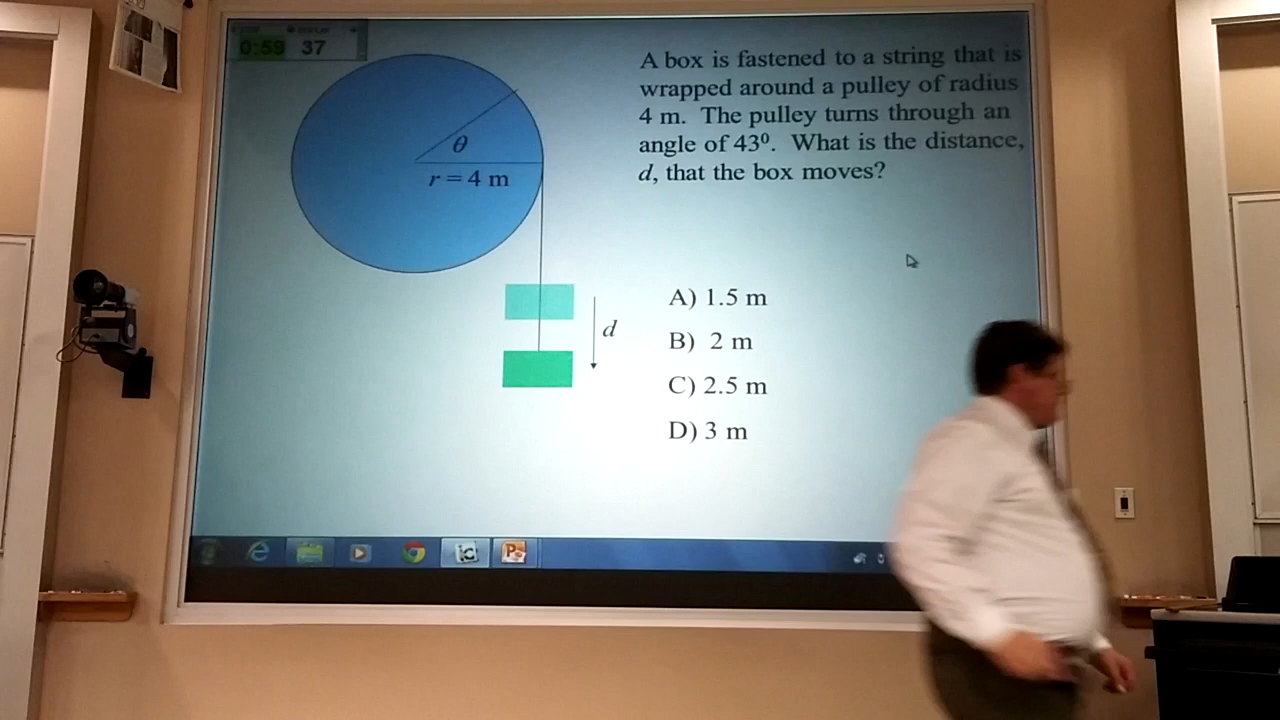 0:59 37
A box is fastened to a string that is
wrapped around a pulley of radius
4 m. The pulley turns through an
angle of 43⁰. What is the distance,
d, that the box moves?
θ
r = 4 m
d
A) 1.5 m
B) 2 m
C) 2.5 m
D) 3 m